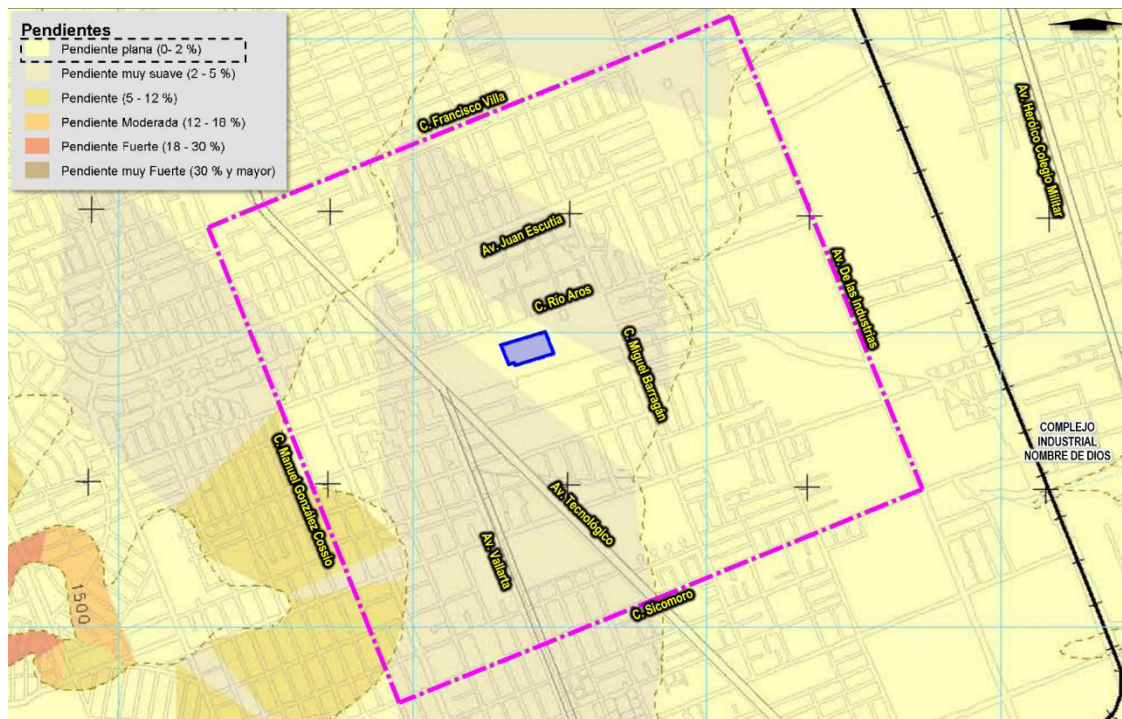 Pendientes
Pendiente plana (0- 2 %)
Pendiente muy suave (2 - 5 %)
Pendiente (5 - 12 %)
Pendiente Moderada (12 - 18 %)
Pendiente Fuerte (18 - 30 %)
Pendiente muy Fuerte (30 % y mayor)
C. Francisco Villa
Av. Heróico Colegio Militar
Av. Juan Escutia
Av. De las Industrias
C. Río Aros
C. Miguel Barragán
COMPLEJO
INDUSTRIAL
NOMBRE DE DIOS
C. Manuel González Cossio
Av. Tecnológico
Av. Vallarta
C. Sicomoro
1500